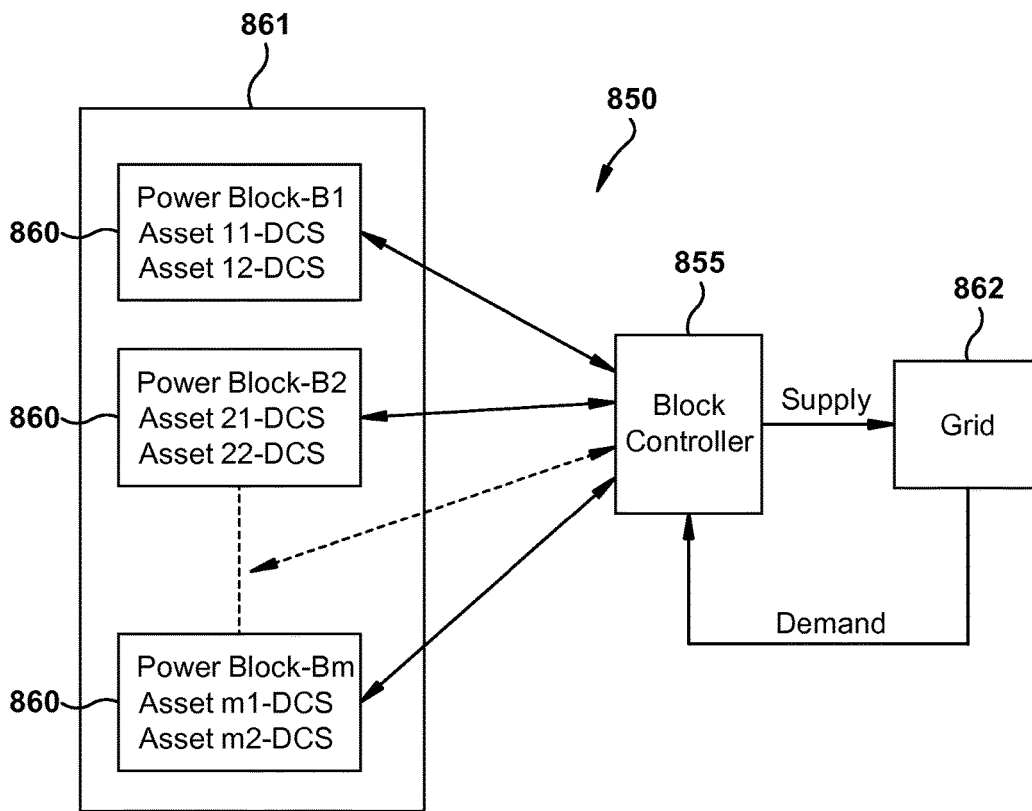 861
850
860
Power Block-B1
Asset 11-DCS
Asset 12-DCS
855
862
860
Power Block-B2
Asset 21-DCS
Asset 22-DCS
Block
Controller
Supply
Grid
Demand
860
Power Block-Bm
Asset m1-DCS
Asset m2-DCS